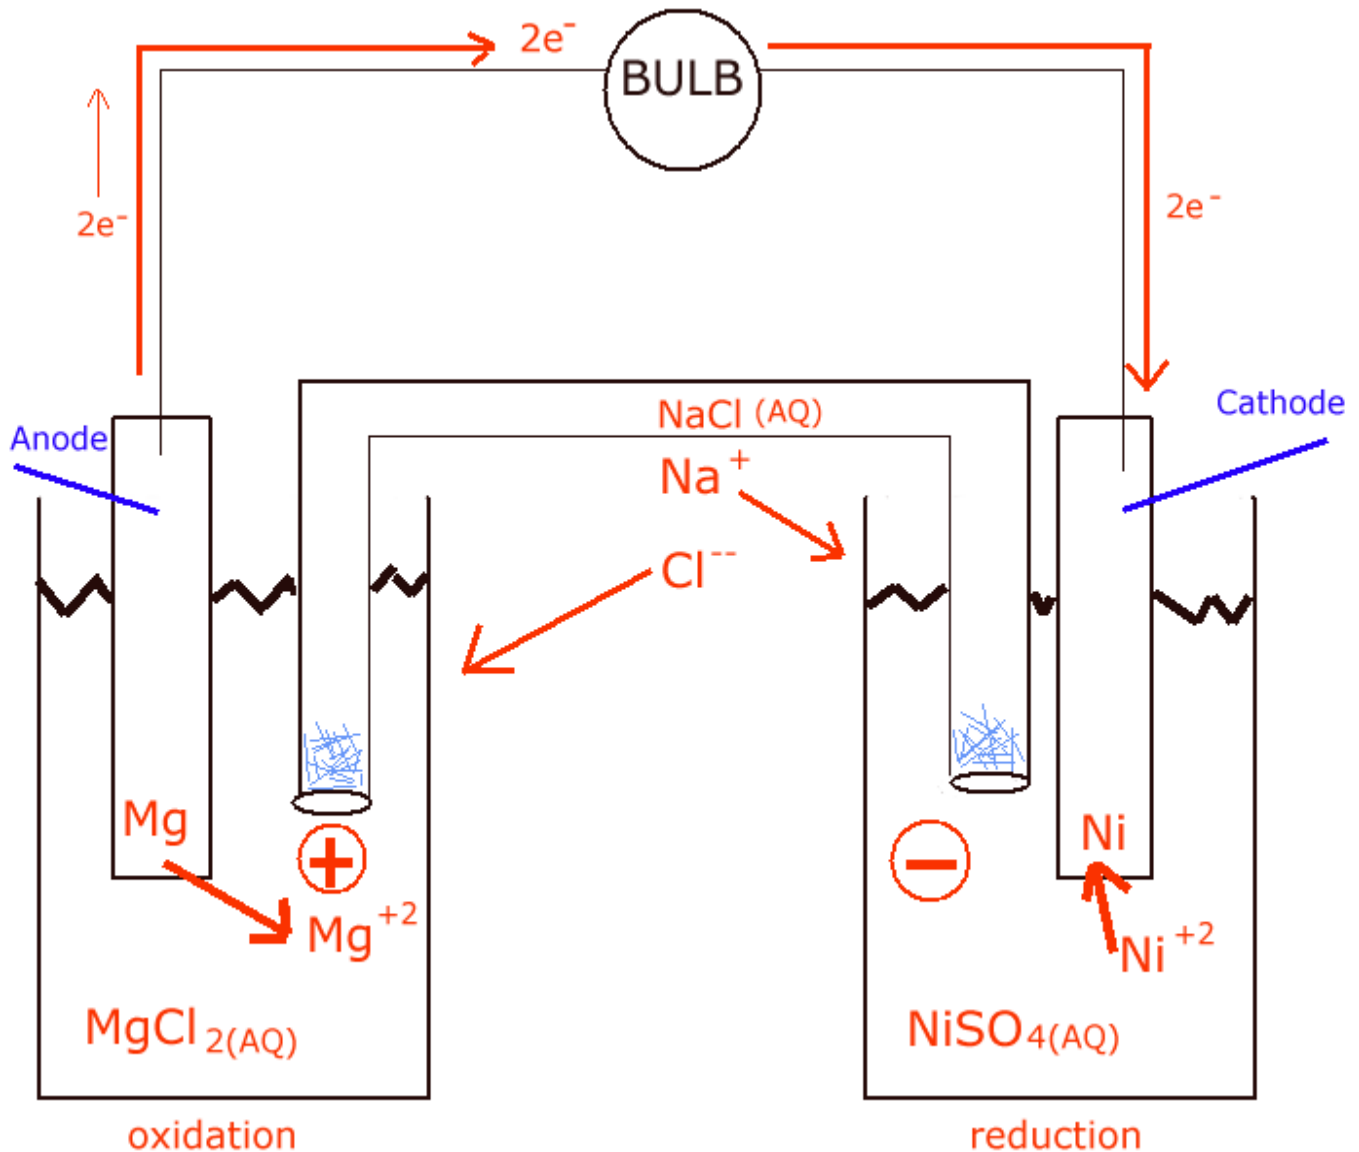 2e-
BULB
2e-
2e-
Anode
Cathode
NaCl (AQ)
Na+
Cl--
Mg
+
Mg+2
MgCl2(AQ)
oxidation
−
Ni
Ni+2
NiSO4(AQ)
reduction